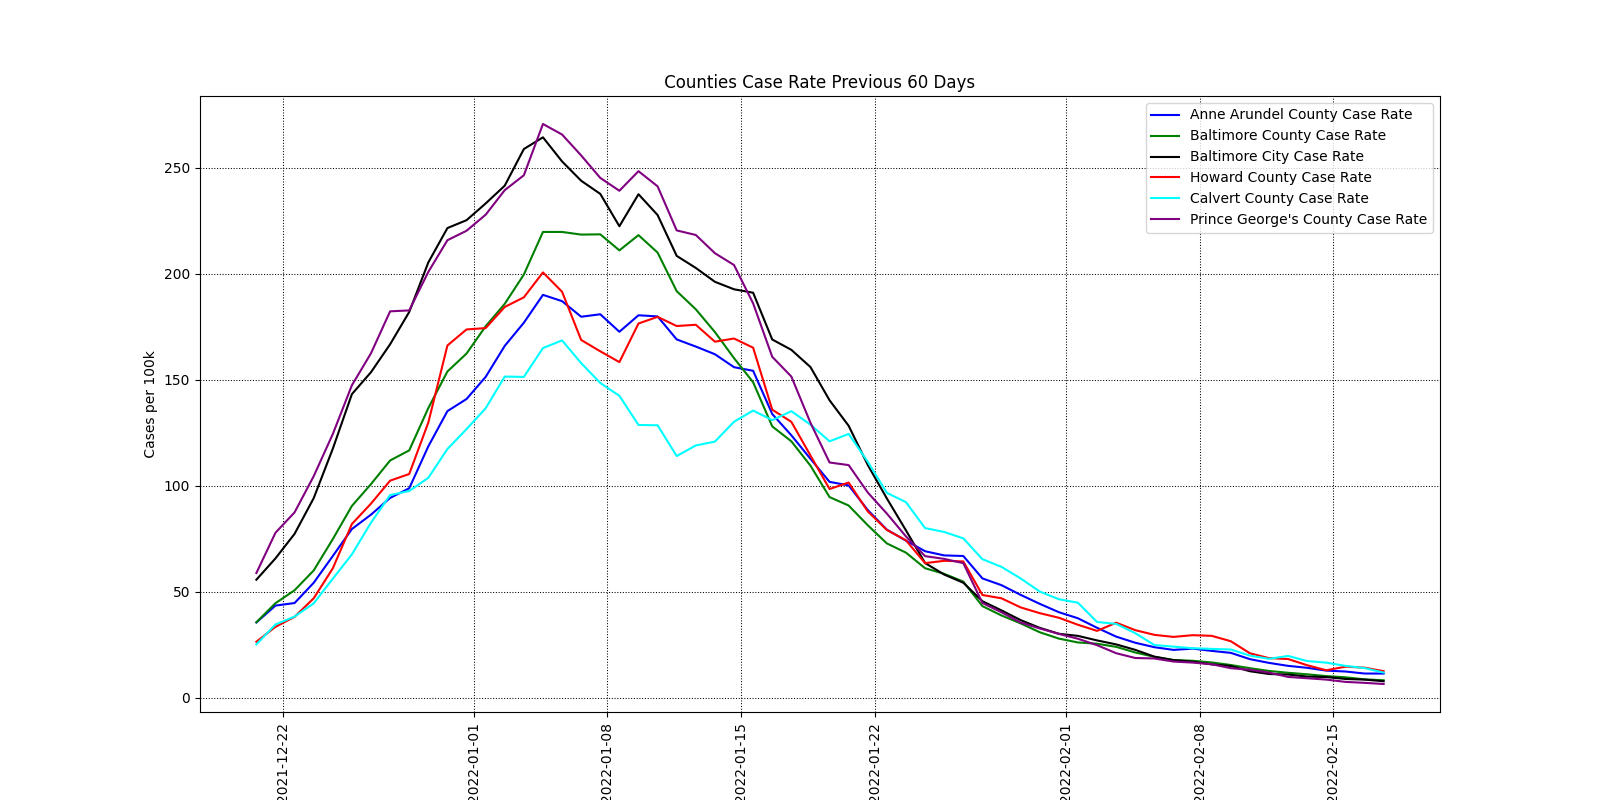 Counties Case Rate Previous 60 Days
Anne Arundel County Case Rate
Baltimore County Case Rate
Baltimore City Case Rate
Howard County Case Rate
Calvert County Case Rate
Prince George's County Case Rate
Cases per 100k
250
200
150
100
50
0
2021-12-22
2022-01-01
2022-01-08
2022-01-15
2022-01-22
2022-02-01
2022-02-08
2022-02-15